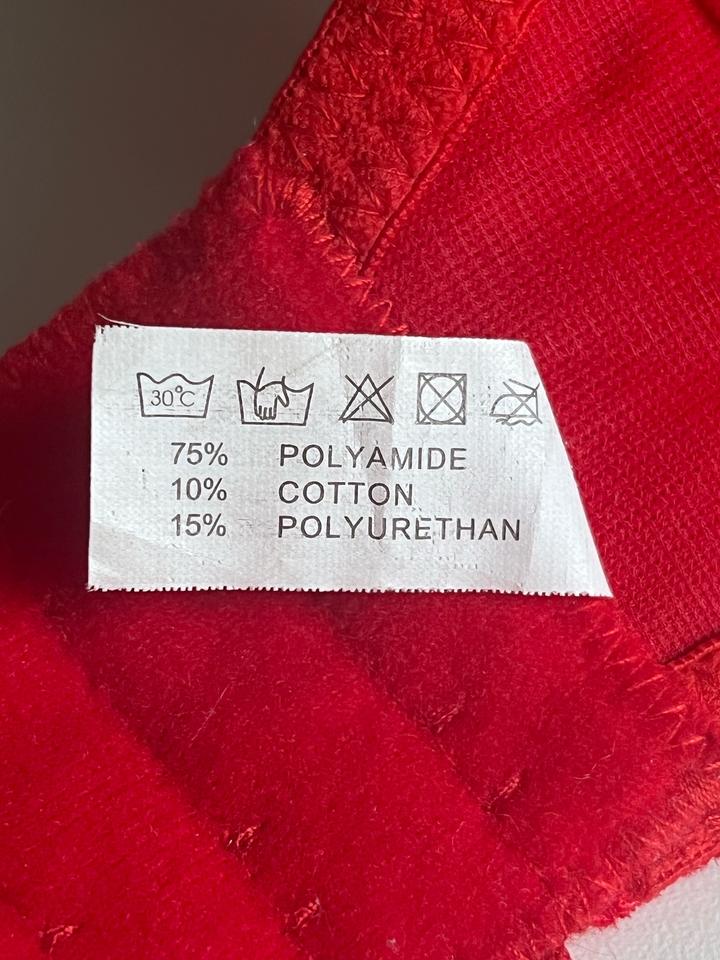 30°C
75% POLYAMIDE
10% COTTON
15% POLYURETHAN